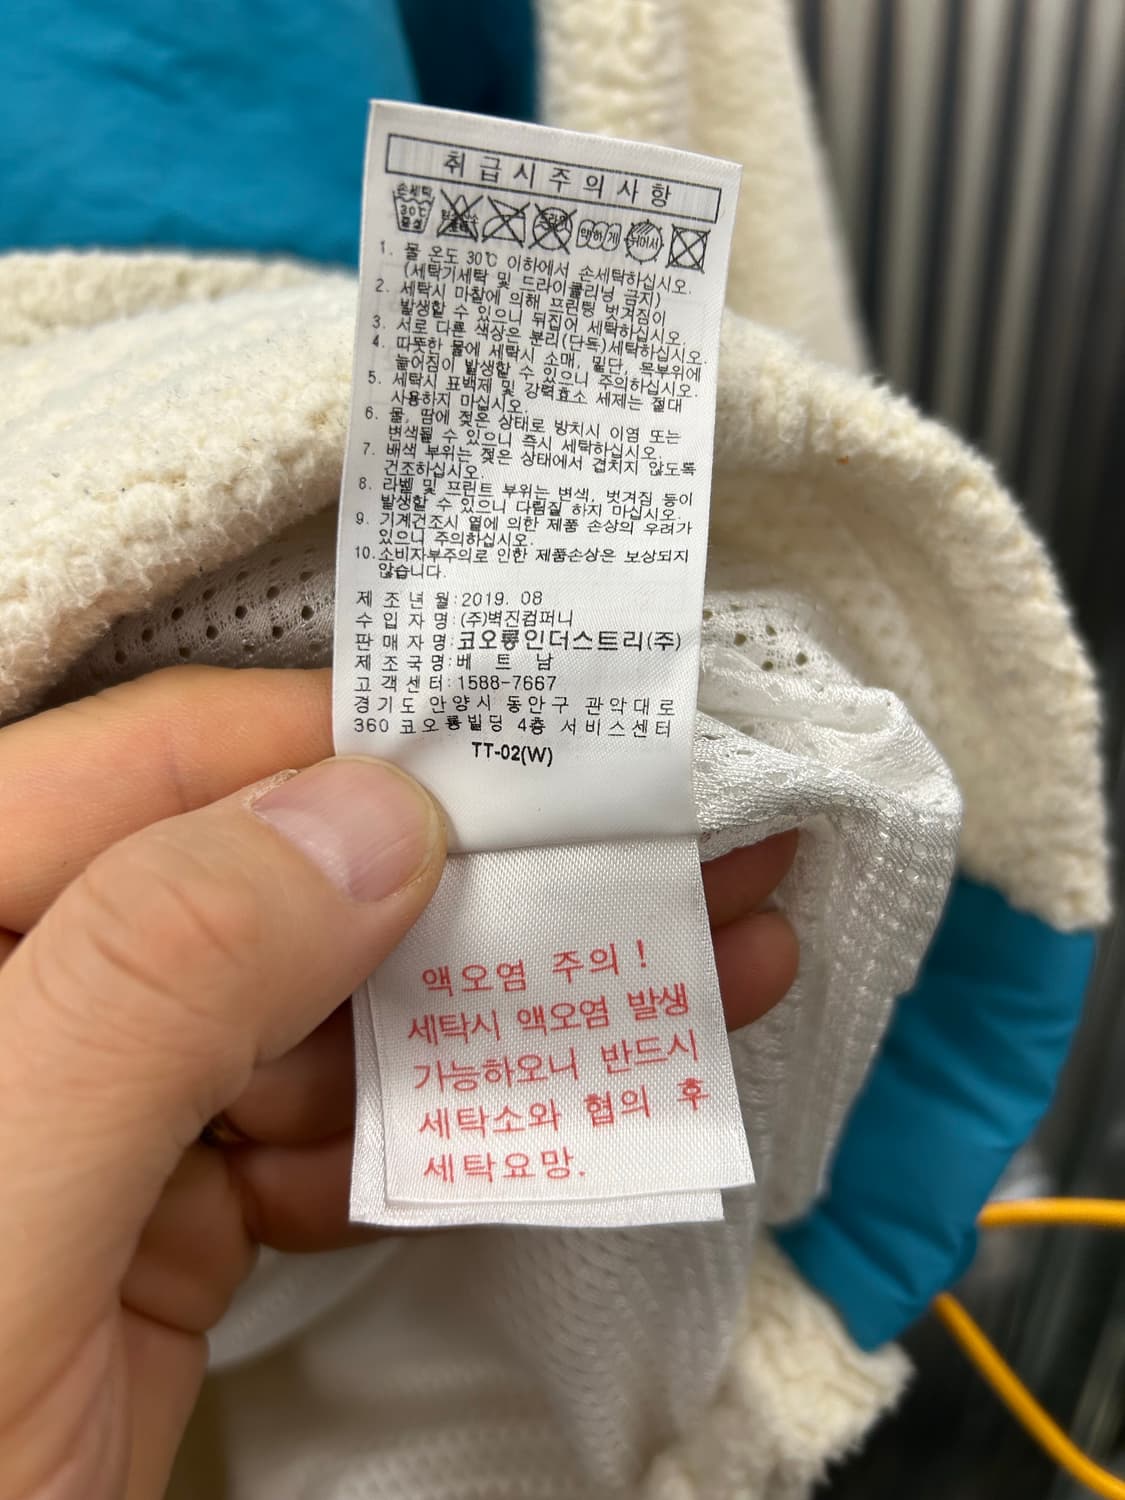 취급시주의사항
손세탁
30℃
중성
약하게
뉘어서
1. 물 온도 30℃ 이하에서 손세탁하십시오.
(세탁기세탁 및 드라이클리닝 금지)
2. 세탁시 마찰에 의해 프린팅 벗겨짐이
발생할 수 있으니 뒤집어 세탁하십시오.
3. 서로 다른 색상은 분리(단독)세탁하십시오.
4. 따뜻한 물에 세탁시 소매, 밑단, 목부위에
늘어짐이 발생할 수 있으니 주의하십시오.
5. 세탁시 표백제 및 강력효소 세제는 절대
사용하지 마십시오.
6. 물, 땀에 젖은 상태로 방치시 이염 또는
변색될 수 있으니 즉시 세탁하십시오.
7. 배색 부위는 젖은 상태에서 겹치지 않도록
건조하십시오.
8. 라벨 및 프린트 부위는 변색, 벗겨짐 등이
발생할 수 있으니 다림질 하지 마십시오.
9. 기계건조시 열에 의한 제품 손상의 우려가
있으니 주의하십시오.
10.소비자부주의로 인한 제품손상은 보상되지
않습니다.
제 조 년 월:2019. 08
수 입 자 명:(주)벽진컴퍼니
판 매 자 명:코오롱인더스트리(주)
제 조 국 명:베 트 남
고 객 센 터:1588-7667
경기도 안양시 동안구 관악대로
360 코오롱빌딩 4층 서비스센터
TT-02(W)
액오염 주의!
세탁시 액오염 발생
가능하오니 반드시
세탁소와 협의 후
세탁요망.